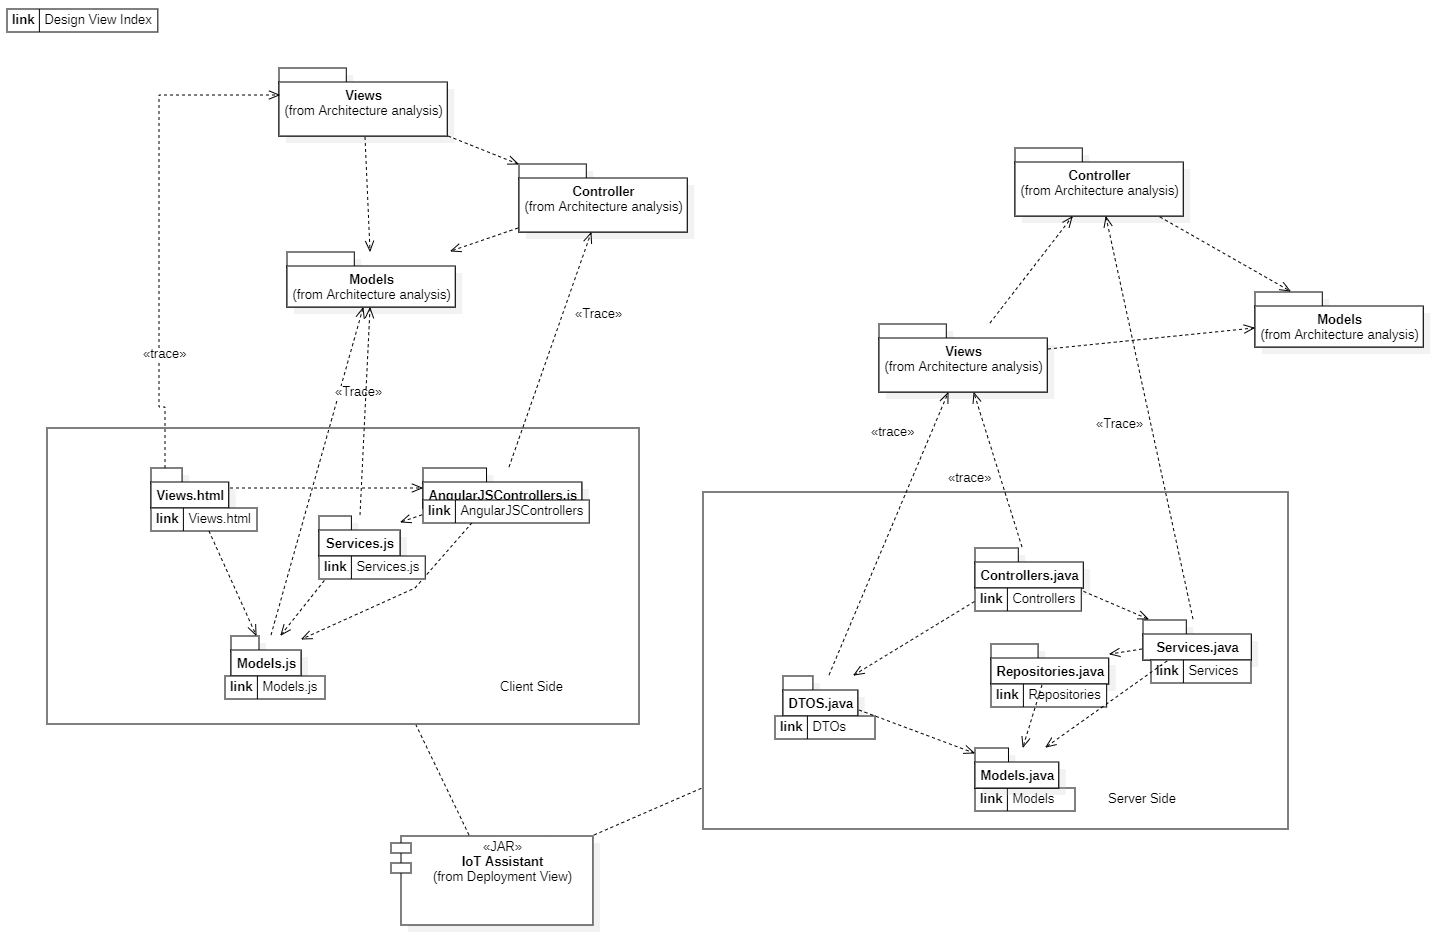 link Design View Index
Views
(from Architecture analysis)
Controller
(from Architecture analysis)
Models
(from Architecture analysis)
«Trace»
«trace»
«Trace»
Controller
(from Architecture analysis)
Models
(from Architecture analysis)
Views
(from Architecture analysis)
«trace»
«Trace»
«trace»
Views.html
link Views.html
AngularJSControllers.js
link AngularJSControllers
Services.js
link Services.js
Models.js
link Models.js
Client Side
Controllers.java
link Controllers
Services.java
link Services
Repositories.java
link Repositories
DTOS.java
link DTOs
Models.java
link Models
Server Side
«JAR»
IoT Assistant
(from Deployment View)